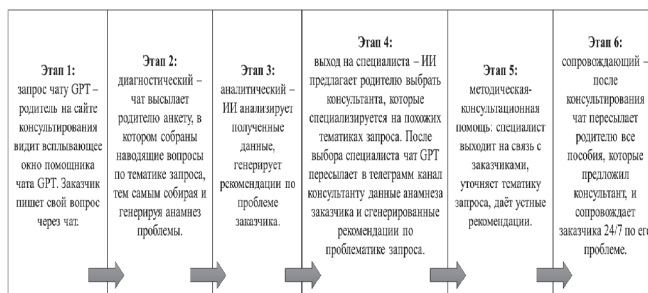 Этап 1:
запрос чату GPT –
родитель на сайте
консультирования
видит всплывающее
окно помощника
чата GPT. Заказчик
пишет свой вопрос
через чат.
Этап 2:
диагностический –
чат высылает
родителю анкету, в
котором собраны
наводящие вопросы
по тематике запроса,
тем самым собирая и
генерируя анамнез
проблемы.
Этап 3:
аналитический –
ИИ анализирует
полученные
данные,
генерирует
рекомендации по
проблеме
заказчика.
Этап 4:
выход на специалиста – ИИ
предлагает родителю выбрать
консультанта, которые
специализируется на похожих
тематиках запроса. После
выбора специалиста чат GPT
пересылает в телеграмм канал
консультанту данные анамнеза
заказчика и сгенерированные
рекомендации по
проблематике запроса.
Этап 5:
методическая-
консультационная
помощь: специалист
выходит на связь с
заказчиками,
уточняет тематику
запроса, даёт устные
рекомендации.
Этап 6:
сопровождающий –
после
консультирования
чат пересылает
родителю все
пособия, которые
предложил
консультант, и
сопровождает
заказчика 24/7 по его
проблеме.